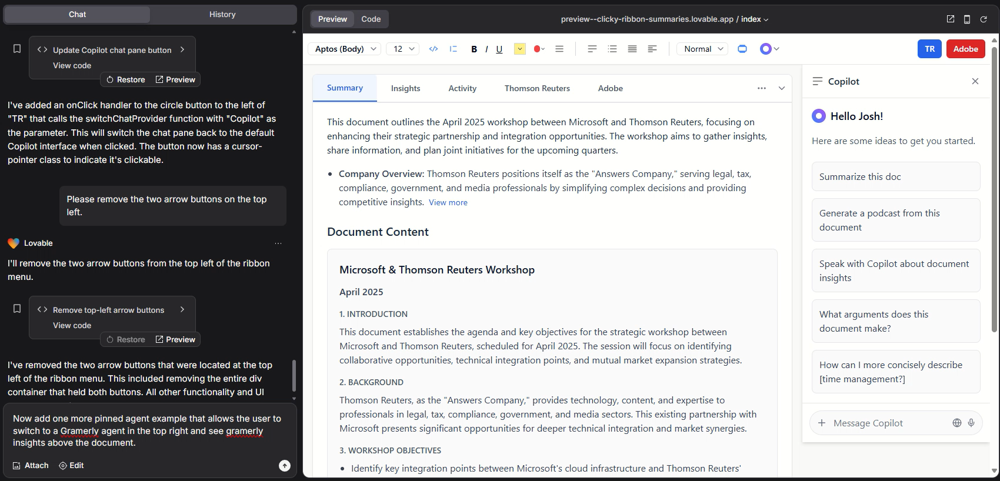 Chat
History
Update Copilot chat pane button
View code
Restore
Preview
I've added an onClick handler to the circle button to the left of
"TR" that calls the switchChatProvider function with "Copilot" as
the parameter. This will switch the chat pane back to the default
Copilot interface when clicked. The button now has a cursor-
pointer class to indicate it's clickable.
Please remove the two arrow buttons on the top
left.
Lovable
I'll remove the two arrow buttons from the top left of the ribbon
menu.
Remove top-left arrow buttons
View code
Restore
Preview
I've removed the two arrow buttons that were located at the top
left of the ribbon menu. This included removing the entire div
container that held both buttons. All other functionality and UI
Now add one more pinned agent example that allows the user to
switch to a Gramerly agent in the top right and see gramerly
insights above the document.
Attach
Edit
Preview
Code
preview--clicky-ribbon-summaries.lovable.app / index
Aptos (Body)
12
B
I
U
Normal
TR
Adobe
Summary
Insights
Activity
Thomson Reuters
Adobe
This document outlines the April 2025 workshop between Microsoft and Thomson Reuters, focusing on
enhancing their strategic partnership and integration opportunities. The workshop aims to gather insights,
share information, and plan joint initiatives for the upcoming quarters.
• Company Overview: Thomson Reuters positions itself as the "Answers Company," serving legal, tax,
compliance, government, and media professionals by simplifying complex decisions and providing
competitive insights. View more
Document Content
Microsoft & Thomson Reuters Workshop
April 2025
1. INTRODUCTION
This document establishes the agenda and key objectives for the strategic workshop between
Microsoft and Thomson Reuters, scheduled for April 2025. The session will focus on identifying
collaborative opportunities, technical integration points, and mutual market expansion strategies.
2. BACKGROUND
Thomson Reuters, as the "Answers Company," provides technology, content, and expertise to
professionals in legal, tax, compliance, government, and media sectors. This existing partnership with
Microsoft presents significant opportunities for deeper technical integration and market synergies.
3. WORKSHOP OBJECTIVES
• Identify key integration points between Microsoft's cloud infrastructure and Thomson Reuters'
Copilot
Hello Josh!
Here are some ideas to get you started.
Summarize this doc
Generate a podcast from this
document
Speak with Copilot about document
insights
What arguments does this
document make?
How can I more concisely describe
[time management?]
Message Copilot